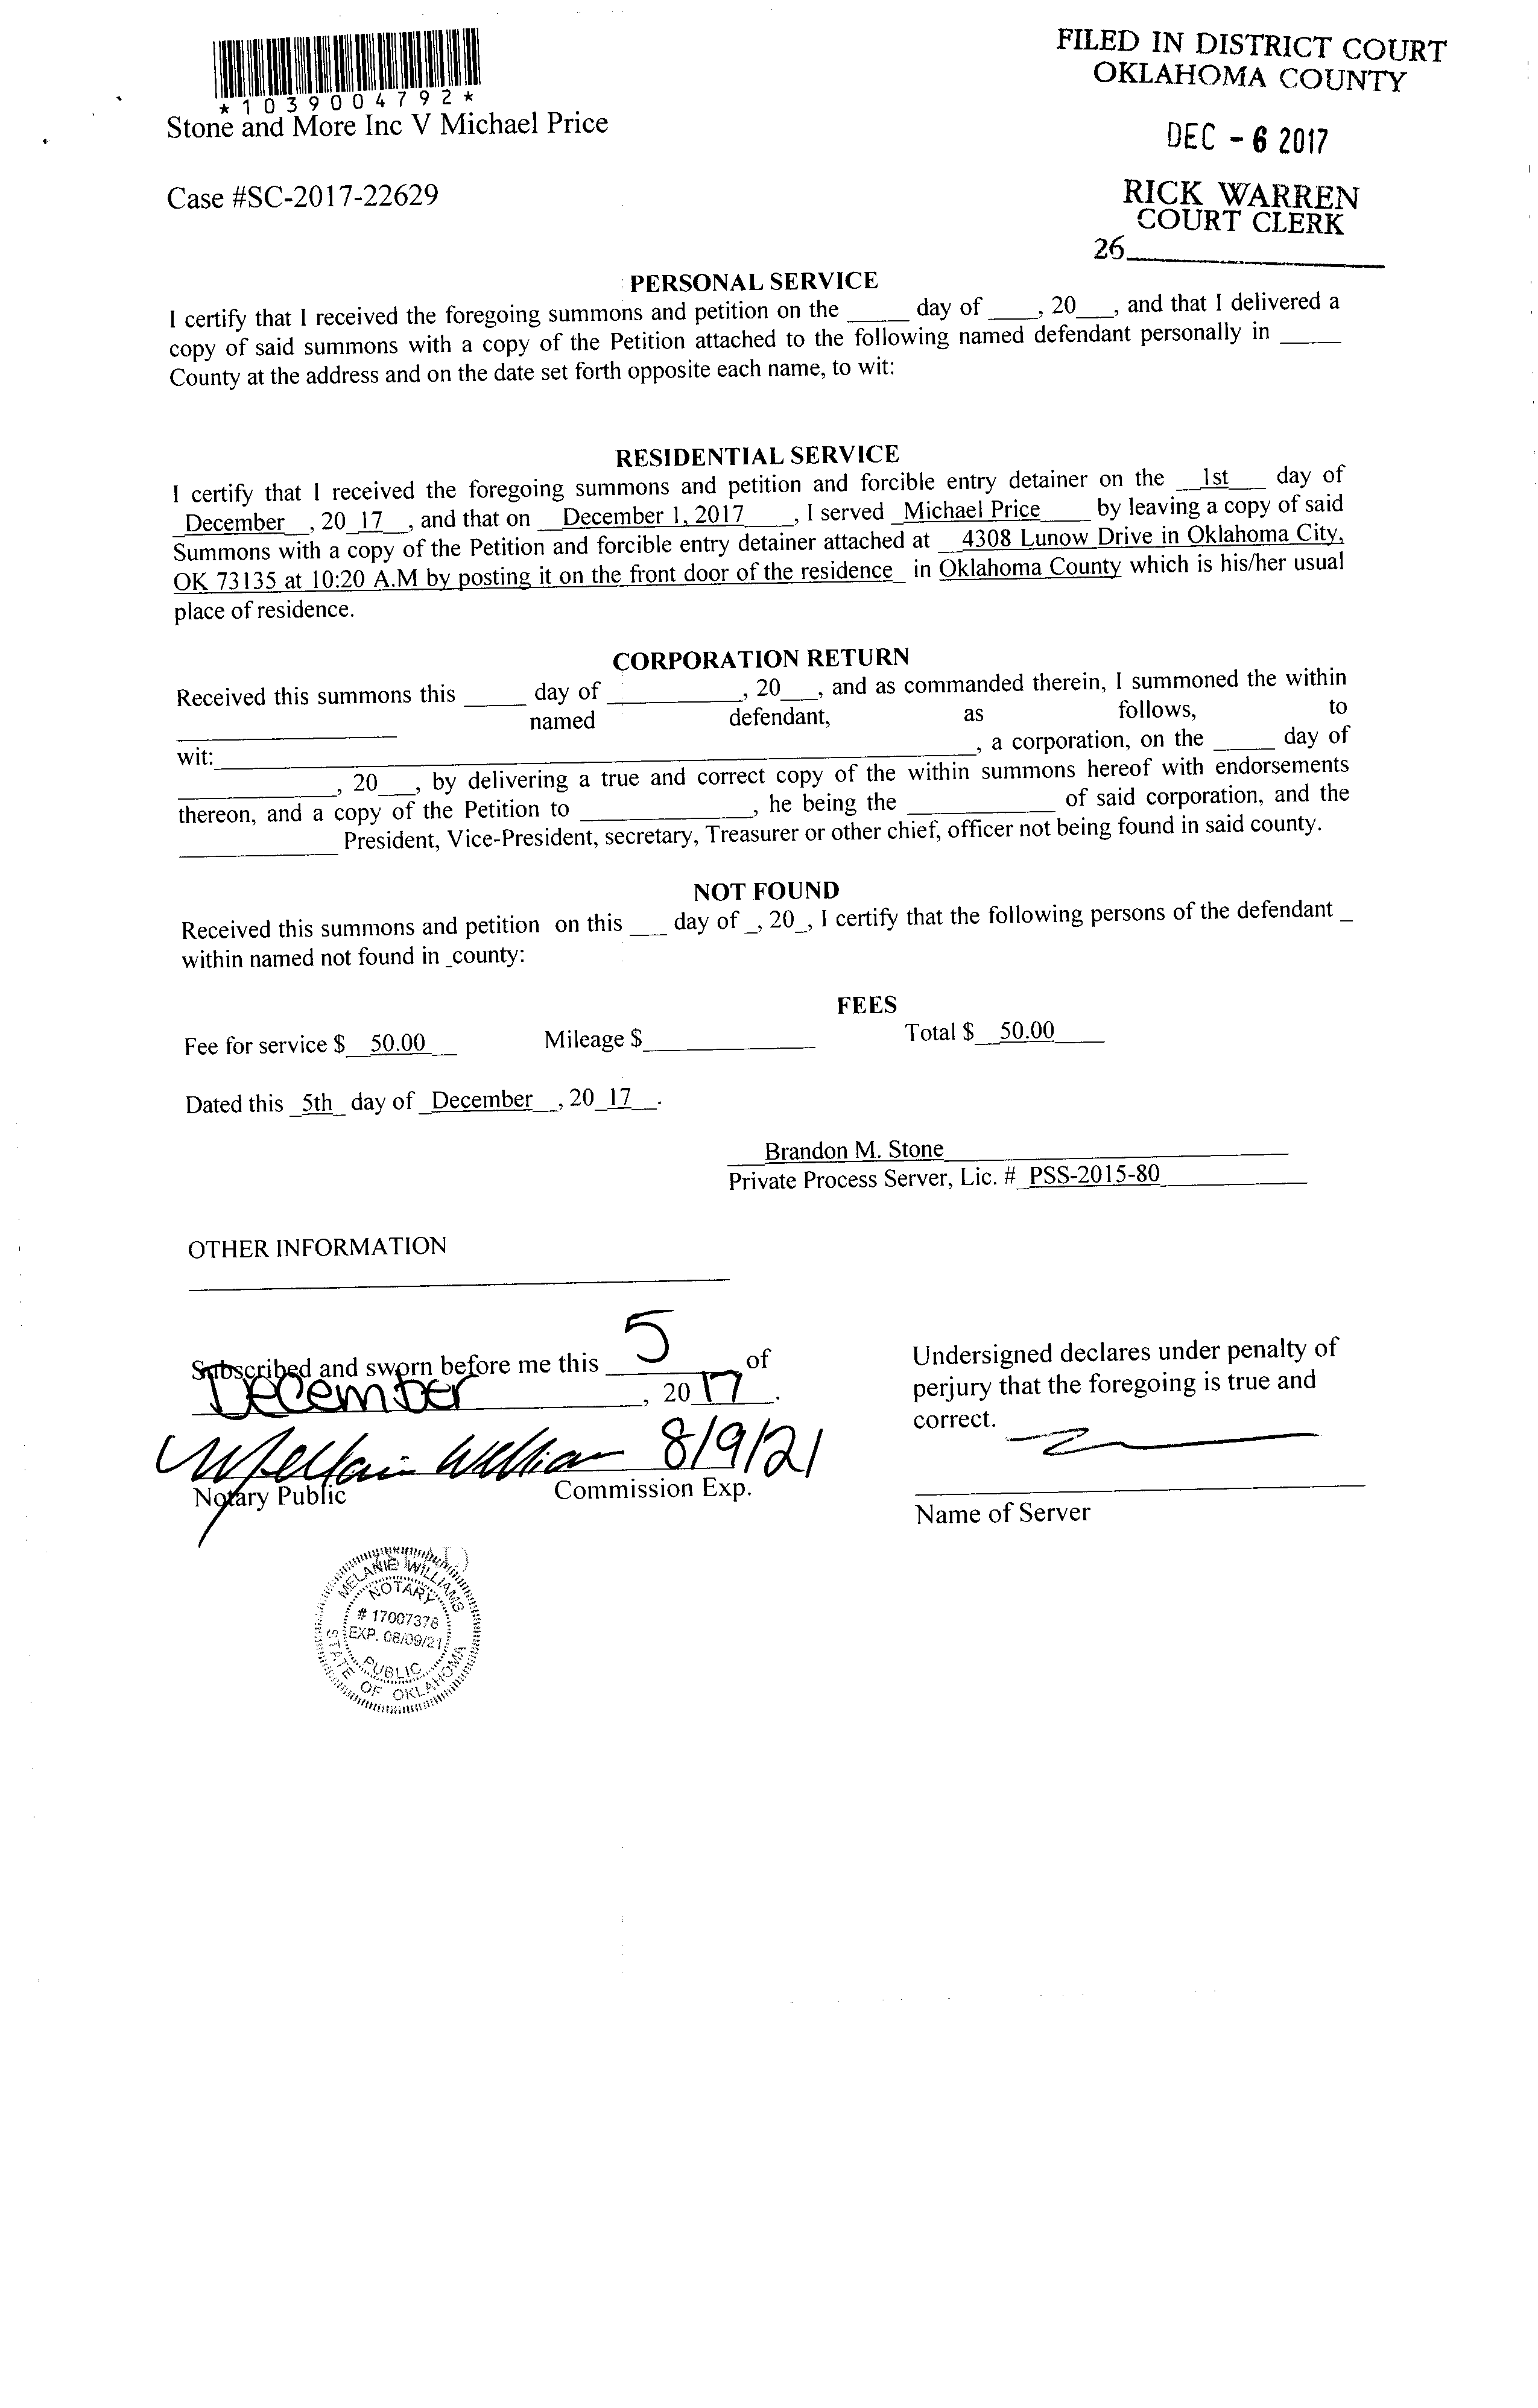 *1039004792*
Stone and More Inc V Michael Price
Case #SC-2017-22629
FILED IN DISTRICT COURT
OKLAHOMA COUNTY
DEC - 6 2017
RICK WARREN
COURT CLERK
26____
PERSONAL SERVICE
I certify that I received the foregoing summons and petition on the _____ day of ____, 20___, and that I delivered a
copy of said summons with a copy of the Petition attached to the following named defendant personally in _____
County at the address and on the date set forth opposite each name, to wit:
RESIDENTIAL SERVICE
I certify that I received the foregoing summons and petition and forcible entry detainer on the __1st___ day of
_December__, 20_17__, and that on __December 1, 2017____, I served _Michael Price____ by leaving a copy of said
Summons with a copy of the Petition and forcible entry detainer attached at __4308 Lunow Drive in Oklahoma City,
OK 73135 at 10:20 A.M by posting it on the front door of the residence_ in Oklahoma County which is his/her usual
place of residence.
CORPORATION RETURN
Received this summons this _____ day of ___________, 20___, and as commanded therein, I summoned the within
__________________ named defendant, as follows, to
wit:______________________________, a corporation, on the _____ day of
_____________, 20___, by delivering a true and correct copy of the within summons hereof with endorsements
thereon, and a copy of the Petition to ______________, he being the ____________ of said corporation, and the
_____________ President, Vice-President, secretary, Treasurer or other chief, officer not being found in said county.
NOT FOUND
Received this summons and petition on this ___ day of _, 20_, I certify that the following persons of the defendant _
within named not found in _county:
FEES
Fee for service $__50.00___ Mileage $______________ Total $__50.00____
Dated this _5th_ day of _December__, 20_17__.
___Brandon M. Stone____
Private Process Server, Lic. #_PSS-2015-80____
OTHER INFORMATION
Subscribed and sworn before me this 5 of
December, 2017.
8/9/21
Notary Public Commission Exp.
Undersigned declares under penalty of
perjury that the foregoing is true and
correct.
Name of Server
MELANIE WILLIAMS
NOTARY
# 17007378
EXP. 08/09/21
PUBLIC
STATE OF OKLAHOMA